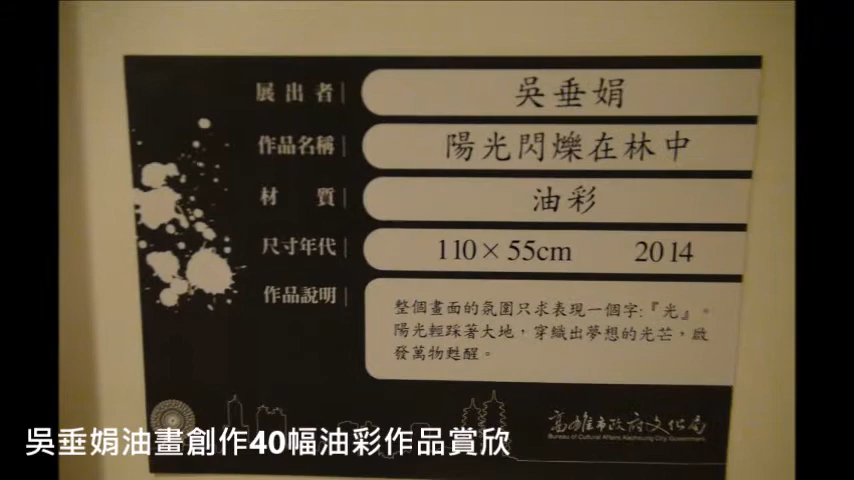 展出者｜吳垂娟
作品名稱｜陽光閃爍在林中
材　質｜油彩
尺寸年代｜110×55cm　2014
作品說明｜
整個畫面的氛圍只求表現一個字:『光』。
陽光輕踩著大地，穿織出夢想的光芒，啟
發萬物甦醒。
高雄市政府文化局
Bureau of Cultural Affairs Kaohsiung City Government
吳垂娟油畫創作40幅油彩作品賞欣